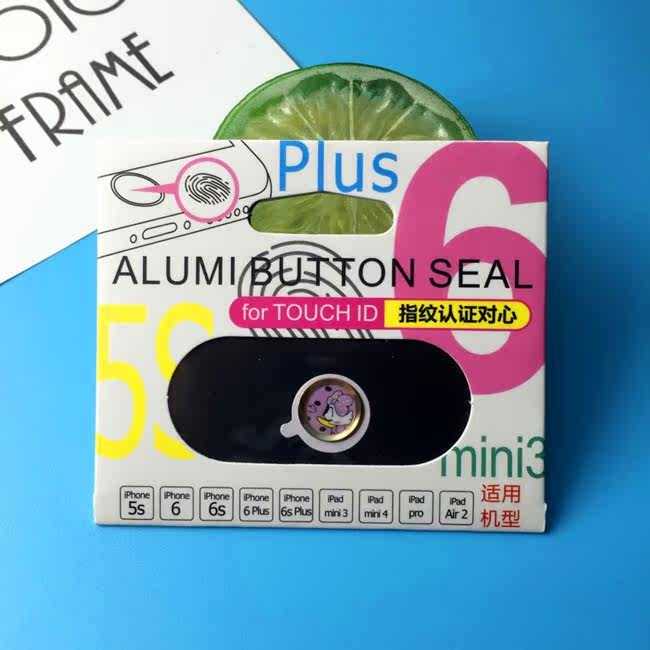 FRAME
Plus
6
ALUMI BUTTON SEAL
for TOUCH ID 指纹认证对心
5S
mini3
iPhone 5s iPhone 6 iPhone 6s iPhone 6 Plus iPhone 6s Plus iPad mini 3 iPad mini 4 iPad pro iPad Air 2 适用
机型